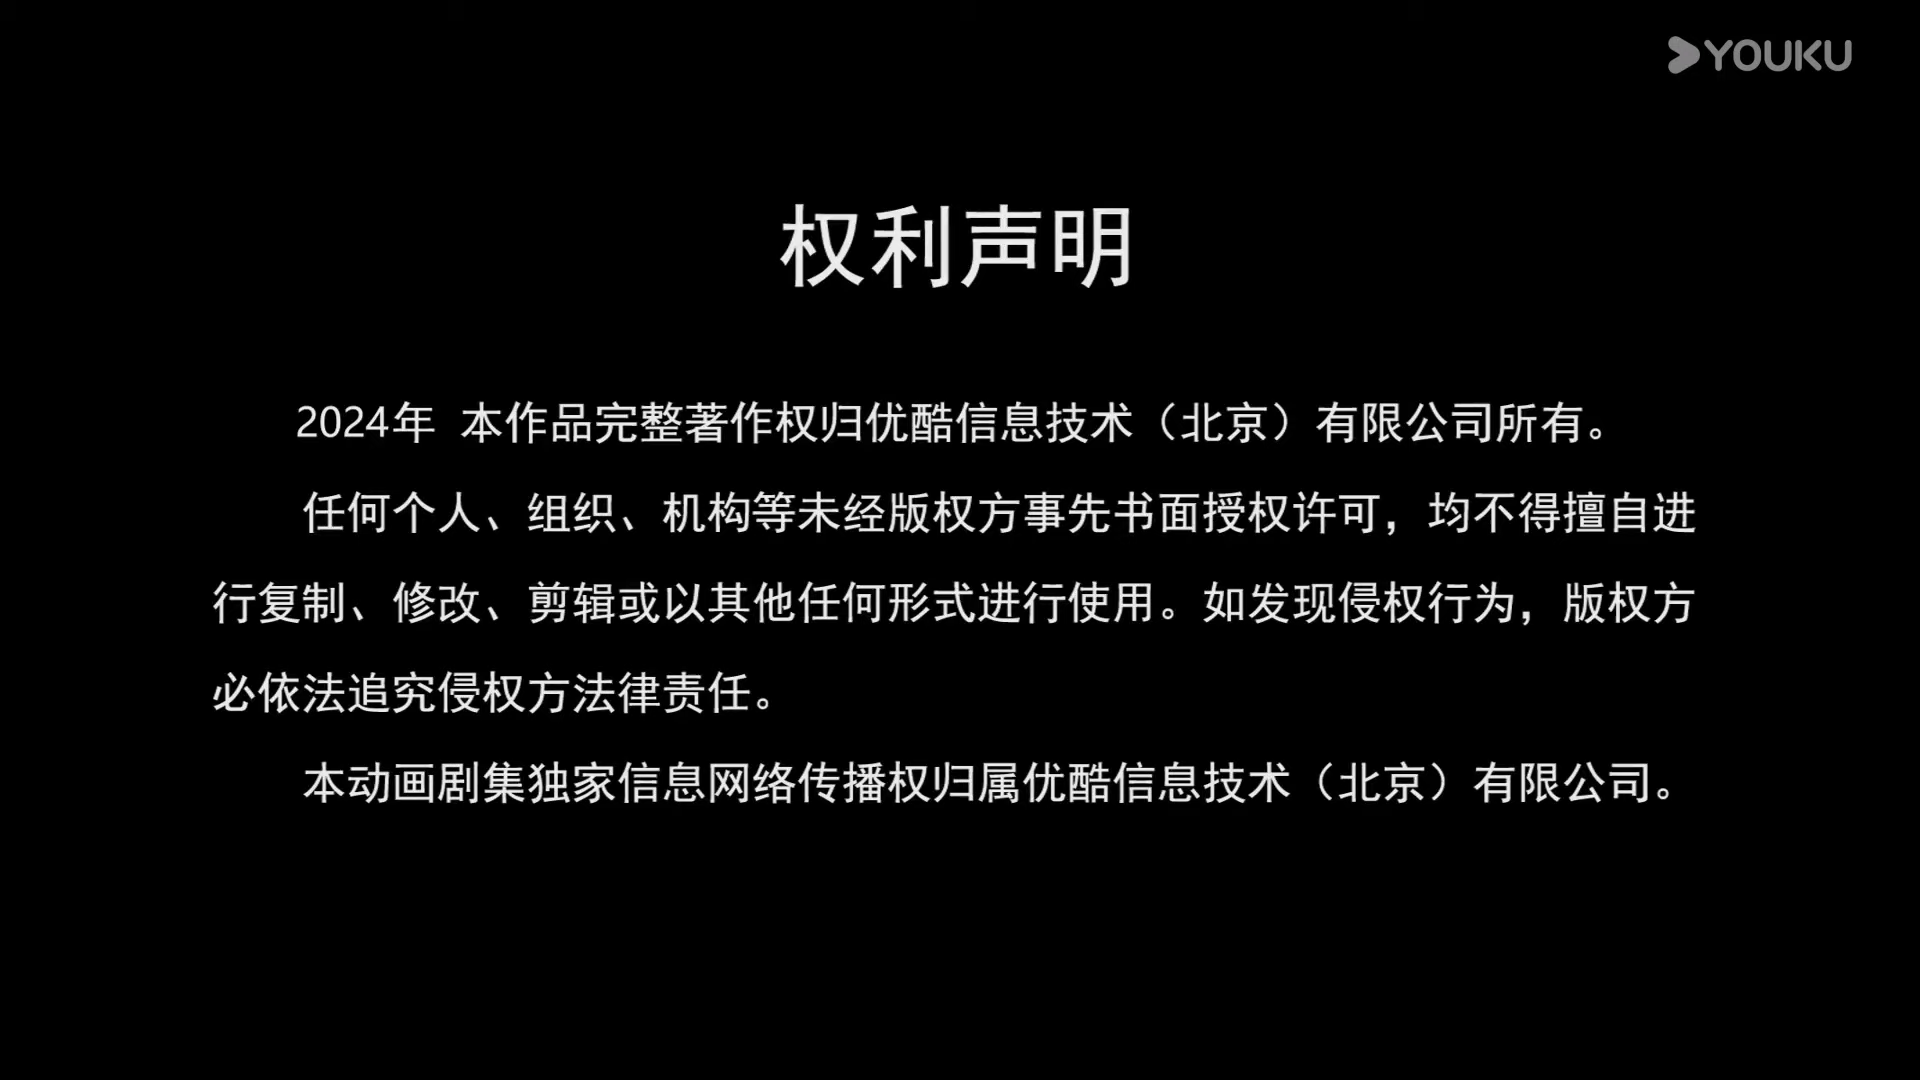 YOUKU
权利声明
2024年 本作品完整著作权归优酷信息技术（北京）有限公司所有。
任何个人、组织、机构等未经版权方事先书面授权许可，均不得擅自进
行复制、修改、剪辑或以其他任何形式进行使用。如发现侵权行为，版权方
必依法追究侵权方法律责任。
本动画剧集独家信息网络传播权归属优酷信息技术（北京）有限公司。